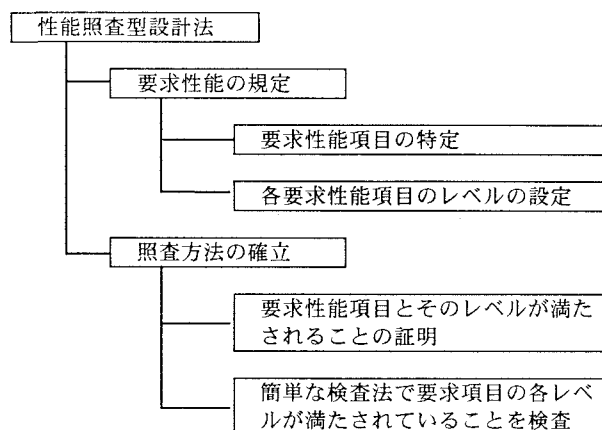 性能照査型設計法
要求性能の規定
要求性能項目の特定
各要求性能項目のレベルの設定
照査方法の確立
要求性能項目とそのレベルが満た
されることの証明
簡単な検査法で要求項目の各レベ
ルが満たされていることを検査